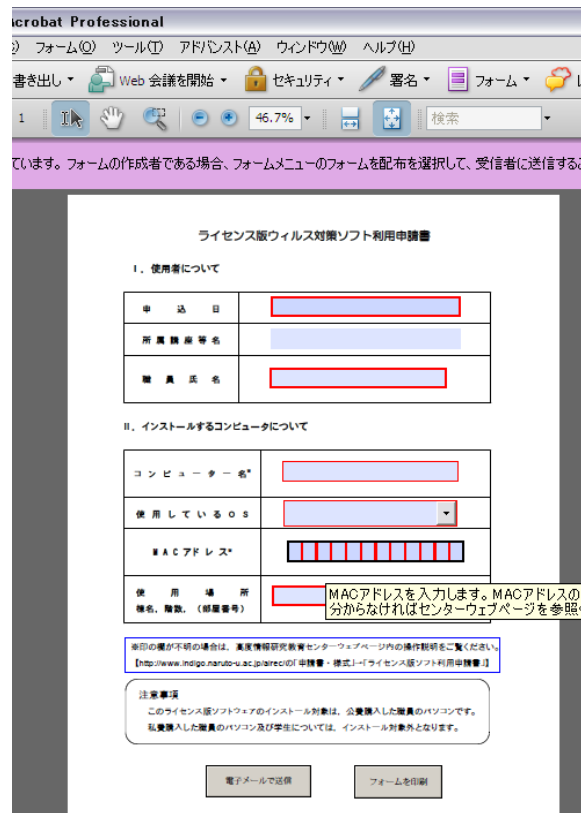 Acrobat Professional
フォーム(O) ツール(T) アドバンスト(A) ウィンドウ(W) ヘルプ(H)
書き出し Web 会議を開始 セキュリティ 署名 フォーム
1 46.7% 検索
ています。フォームの作成者である場合、フォームメニューのフォームを配布を選択して、受信者に送信する
ライセンス版ウィルス対策ソフト利用申請書
I. 使用者について
申込日
所属講座等名
職員氏名
II. インストールするコンピュータについて
コンピューター名*
使用しているOS
MACアドレス*
使用場所
棟名、階数、(部屋番号)
MACアドレスを入力します。MACアドレスの
分からなければセンターウェブページを参照
※印の欄が不明の場合は、高度情報研究教育センターウェブページ内の操作説明をご覧ください。
【http://www.indigo.naruto-u.ac.jp/airec/の「申請書・様式」→「ライセンス版ソフト利用申請書」】
注意事項
このライセンス版ソフトウェアのインストール対象は、公費購入した職員のパソコンです。
私費購入した職員のパソコン及び学生については、インストール対象外となります。
電子メールで送信 フォームを印刷